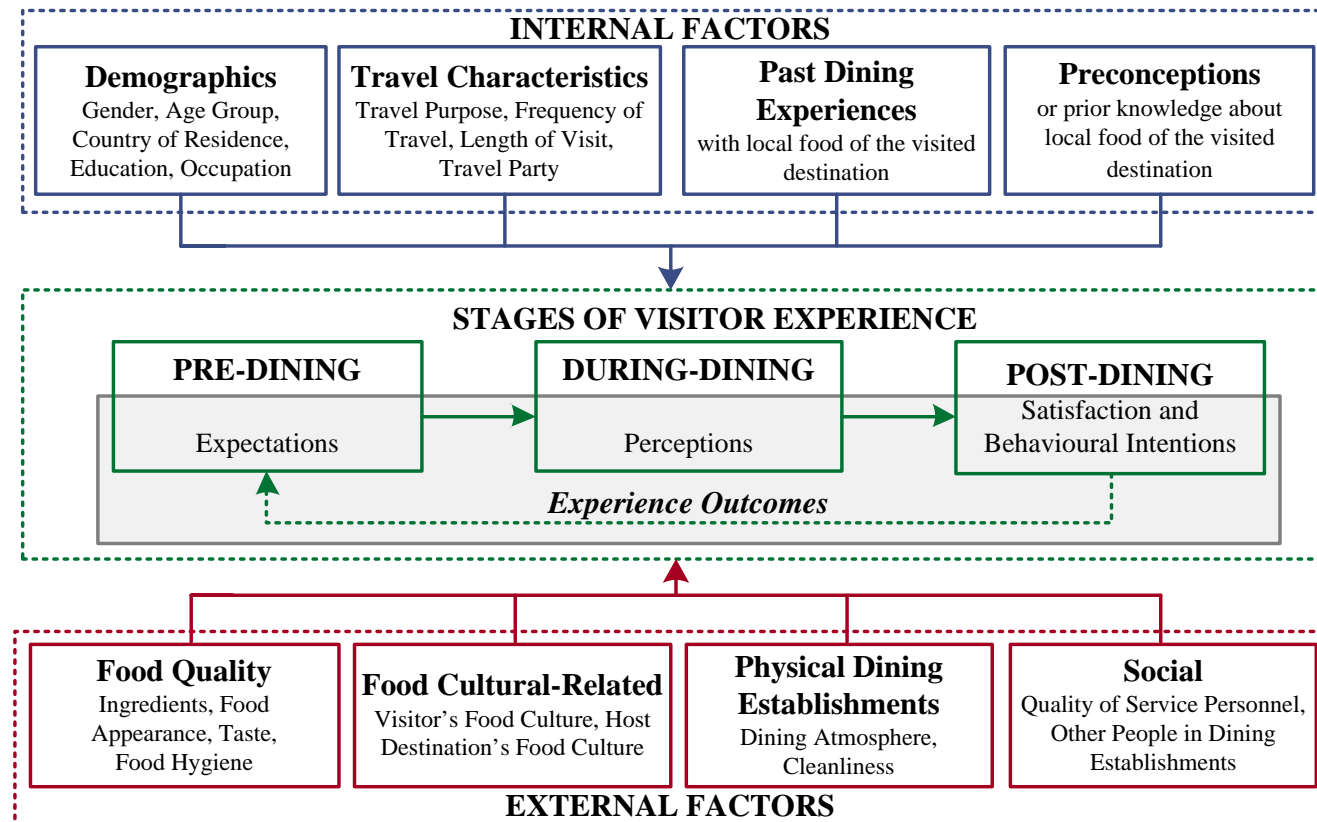 INTERNAL FACTORS
Demographics
Gender, Age Group,
Country of Residence,
Education, Occupation
Travel Characteristics
Travel Purpose, Frequency of
Travel, Length of Visit,
Travel Party
Past Dining
Experiences
with local food of the visited
destination
Preconceptions
or prior knowledge about
local food of the visited
destination
STAGES OF VISITOR EXPERIENCE
PRE-DINING
Expectations
DURING-DINING
Perceptions
POST-DINING
Satisfaction and
Behavioural Intentions
Experience Outcomes
Food Quality
Ingredients, Food
Appearance, Taste,
Food Hygiene
Food Cultural-Related
Visitor’s Food Culture, Host
Destination’s Food Culture
Physical Dining
Establishments
Dining Atmosphere,
Cleanliness
Social
Quality of Service Personnel,
Other People in Dining
Establishments
EXTERNAL FACTORS